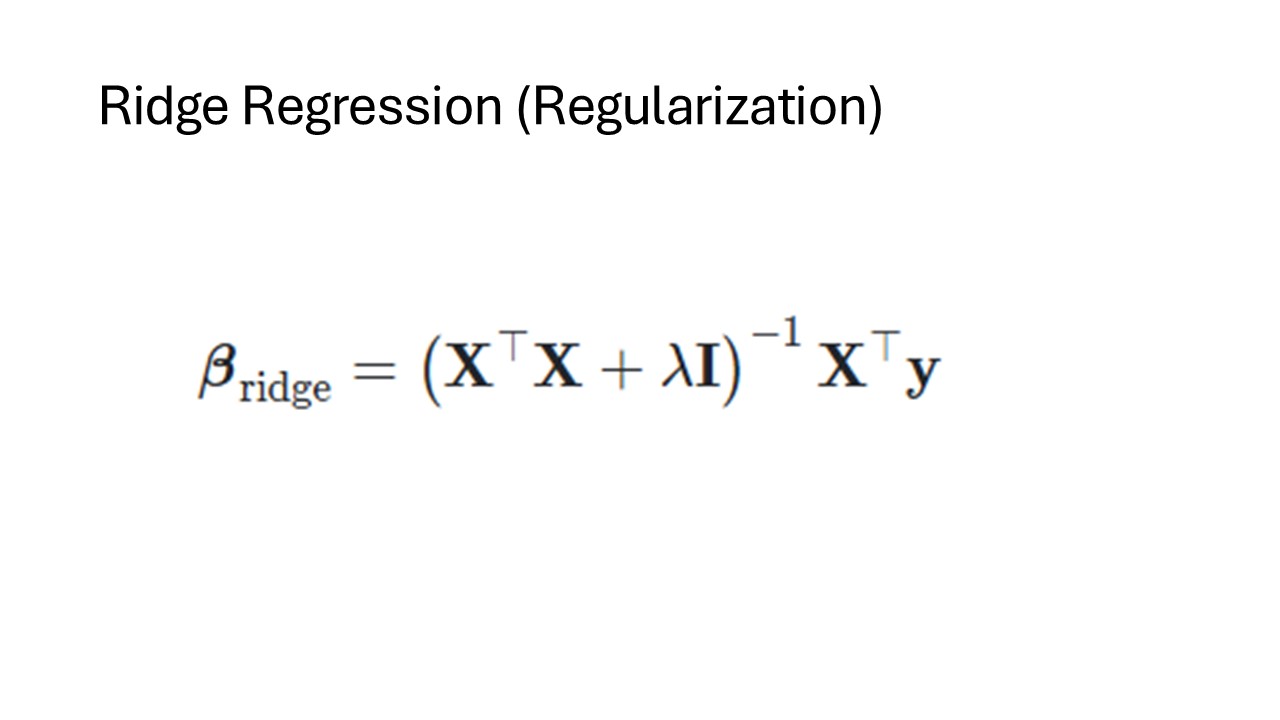 Ridge Regression (Regularization)
𝜷_ridge = (𝐗^⊤𝐗 + λ𝐈)^−1 𝐗^⊤𝐲